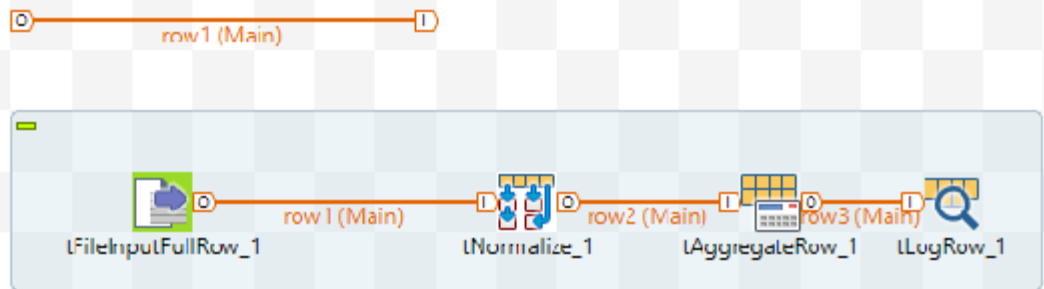 row1 (Main)
row1 (Main)
row2 (Main)
row3 (Main)
tFileInputFullRow_1
tNormalize_1
tAggregateRow_1
tLogRow_1